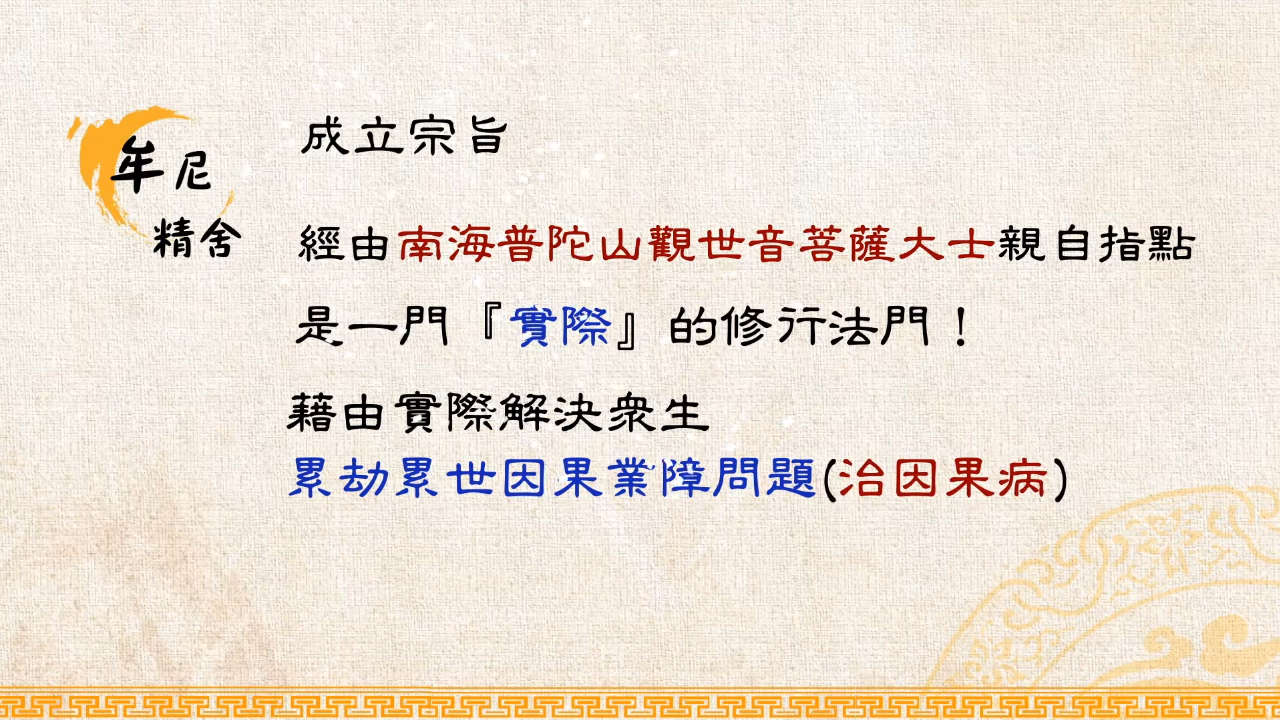 牟尼
精舍
成立宗旨
經由南海普陀山觀世音菩薩大士親自指點
是一門『實際』的修行法門！
藉由實際解決衆生
累劫累世因果業障問題(治因果病)